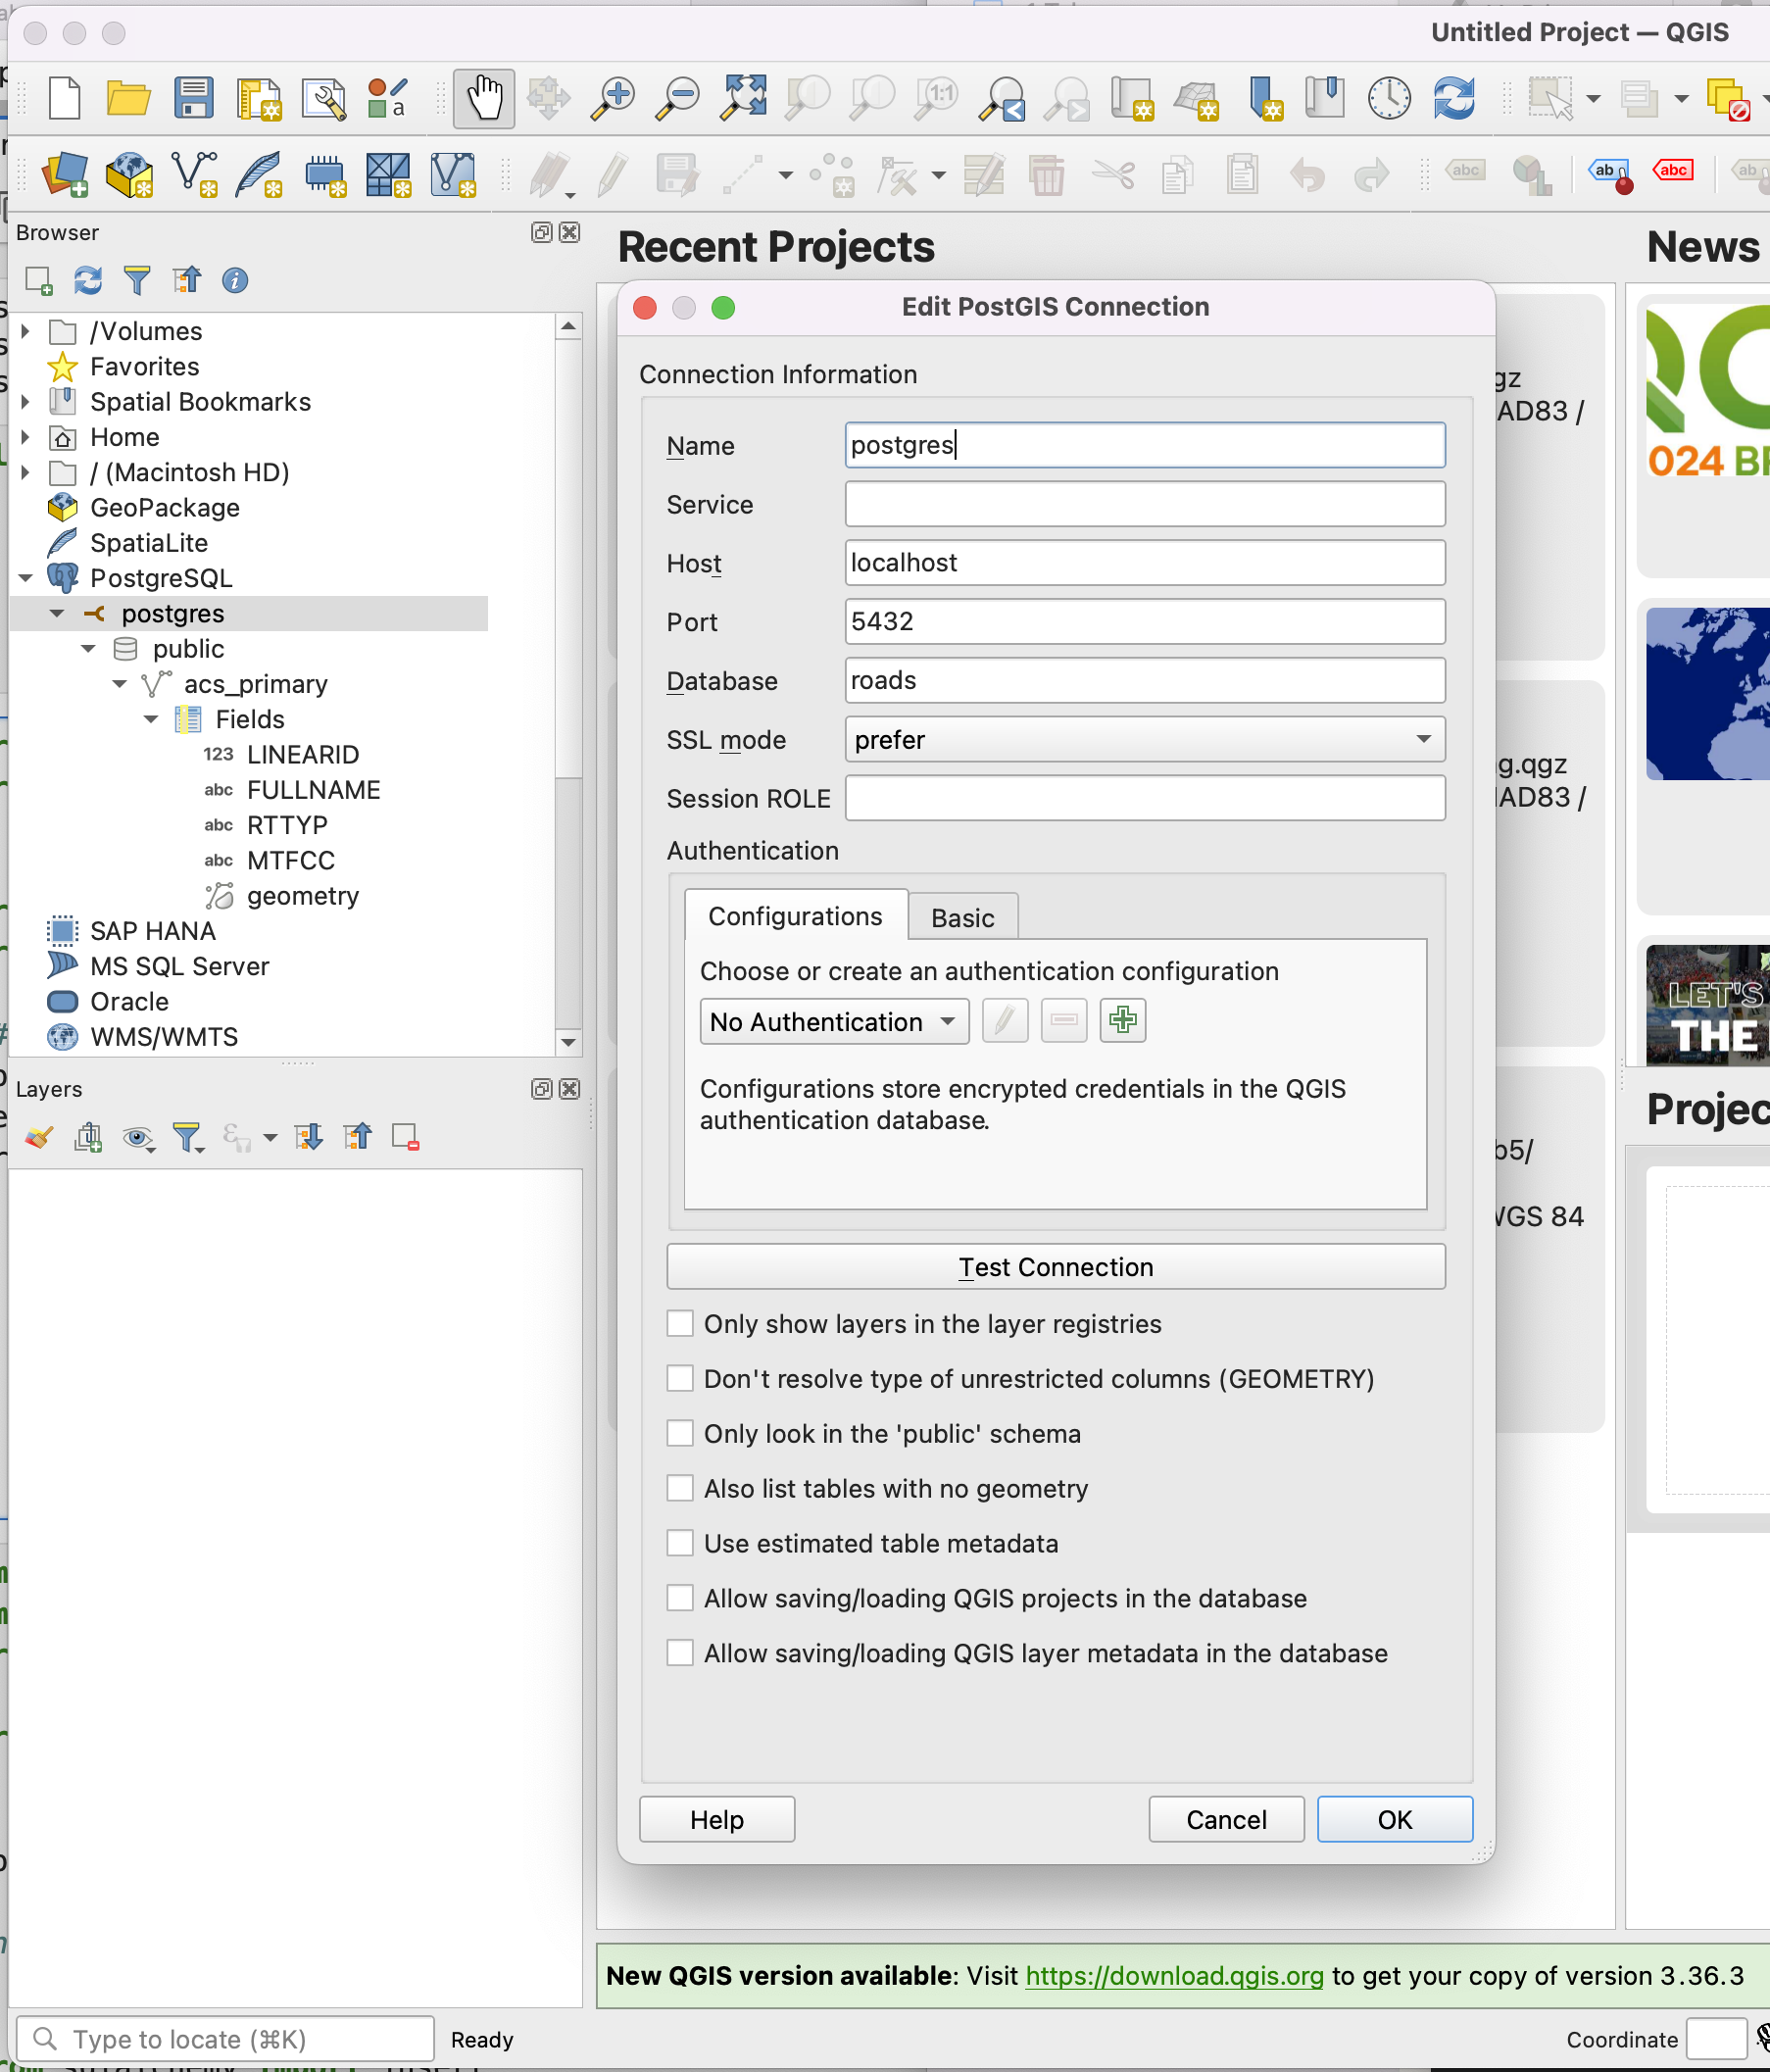 Untitled Project — QGIS
1:1
a
abc
ab
abc
ab
Browser
/Volumes
Favorites
Spatial Bookmarks
Home
/ (Macintosh HD)
GeoPackage
SpatiaLite
PostgreSQL
postgres
public
acs_primary
Fields
123 LINEARID
abc FULLNAME
abc RTTYP
abc MTFCC
geometry
SAP HANA
MS SQL Server
Oracle
WMS/WMTS
Layers
Recent Projects
gz
AD83 /
g.qgz
AD83 /
b5/
WGS 84
Edit PostGIS Connection
Connection Information
Name postgres
Service
Host localhost
Port 5432
Database roads
SSL mode prefer
Session ROLE
Authentication
Configurations Basic
Choose or create an authentication configuration
No Authentication
Configurations store encrypted credentials in the QGIS
authentication database.
Test Connection
Only show layers in the layer registries
Don't resolve type of unrestricted columns (GEOMETRY)
Only look in the 'public' schema
Also list tables with no geometry
Use estimated table metadata
Allow saving/loading QGIS projects in the database
Allow saving/loading QGIS layer metadata in the database
Help Cancel OK
News
024 BR
LET'S
THE
Projec
New QGIS version available: Visit https://download.qgis.org to get your copy of version 3.36.3
Type to locate (⌘K) Ready Coordinate